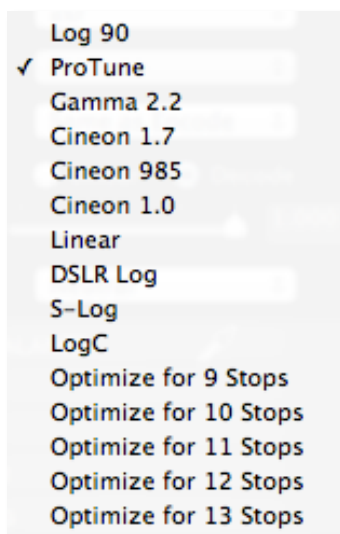 Log 90
✓ ProTune
Gamma 2.2
Cineon 1.7
Cineon 985
Cineon 1.0
Linear
DSLR Log
S-Log
LogC
Optimize for 9 Stops
Optimize for 10 Stops
Optimize for 11 Stops
Optimize for 12 Stops
Optimize for 13 Stops